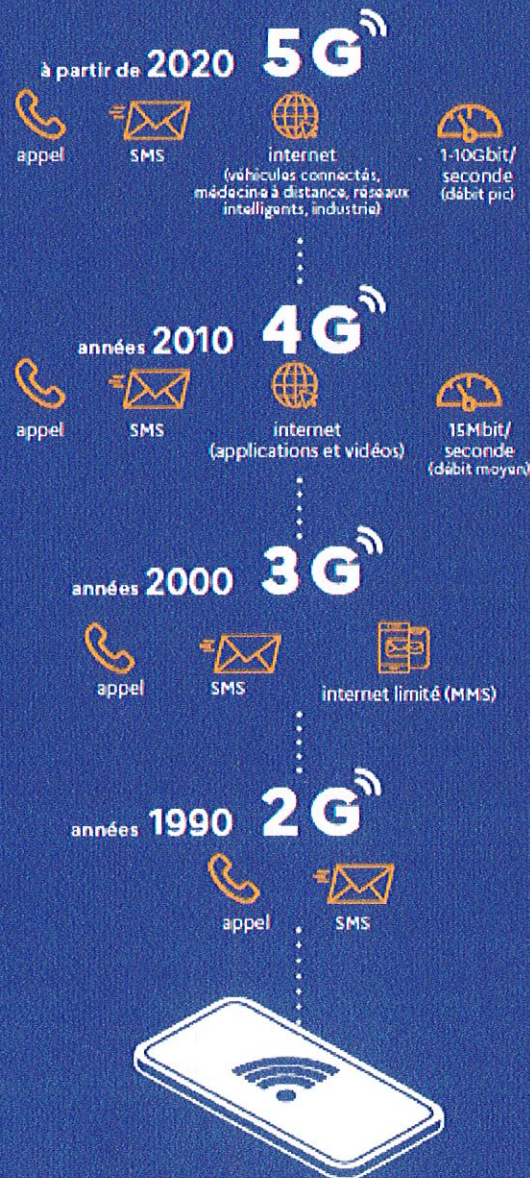 à partir de 2020 5G
appel
SMS
internet
(véhicules connectés,
médecine à distance, réseaux
intelligents, industrie)
1-10Gbit/
seconde
(débit pic)
années 2010 4G
appel
SMS
internet
(applications et vidéos)
15Mbit/
seconde
(débit moyen)
années 2000 3G
appel
SMS
internet limité (MMS)
années 1990 2G
appel
SMS